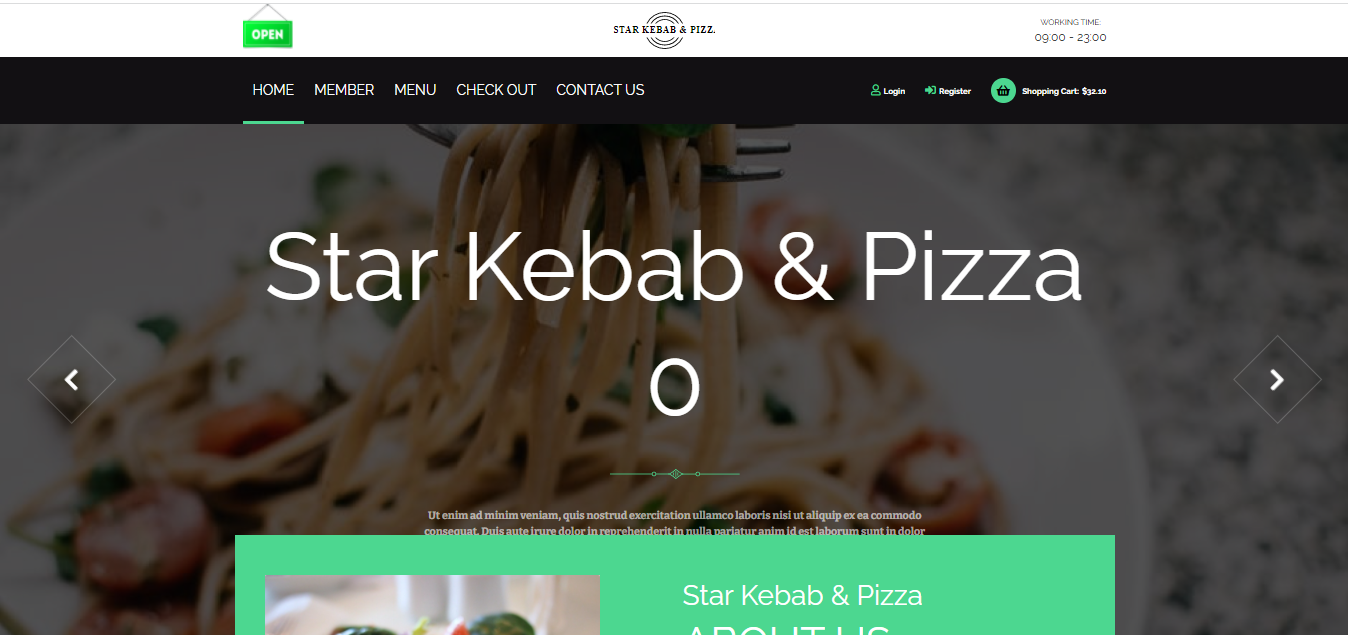 OPEN
STAR KEBAB & PIZZ.
WORKING TIME:
09:00 - 23:00
HOME MEMBER MENU CHECK OUT CONTACT US
Login Register Shopping Cart: $32.10
Star Kebab & Pizza
0
Ut enim ad minim veniam, quis nostrud exercitation ullamco laboris nisi ut aliquip ex ea commodo
consequat. Duis aute irure dolor in reprehenderit in nulla pariatur anim id est laborum sunt in dolor
Star Kebab & Pizza
ABOUT US